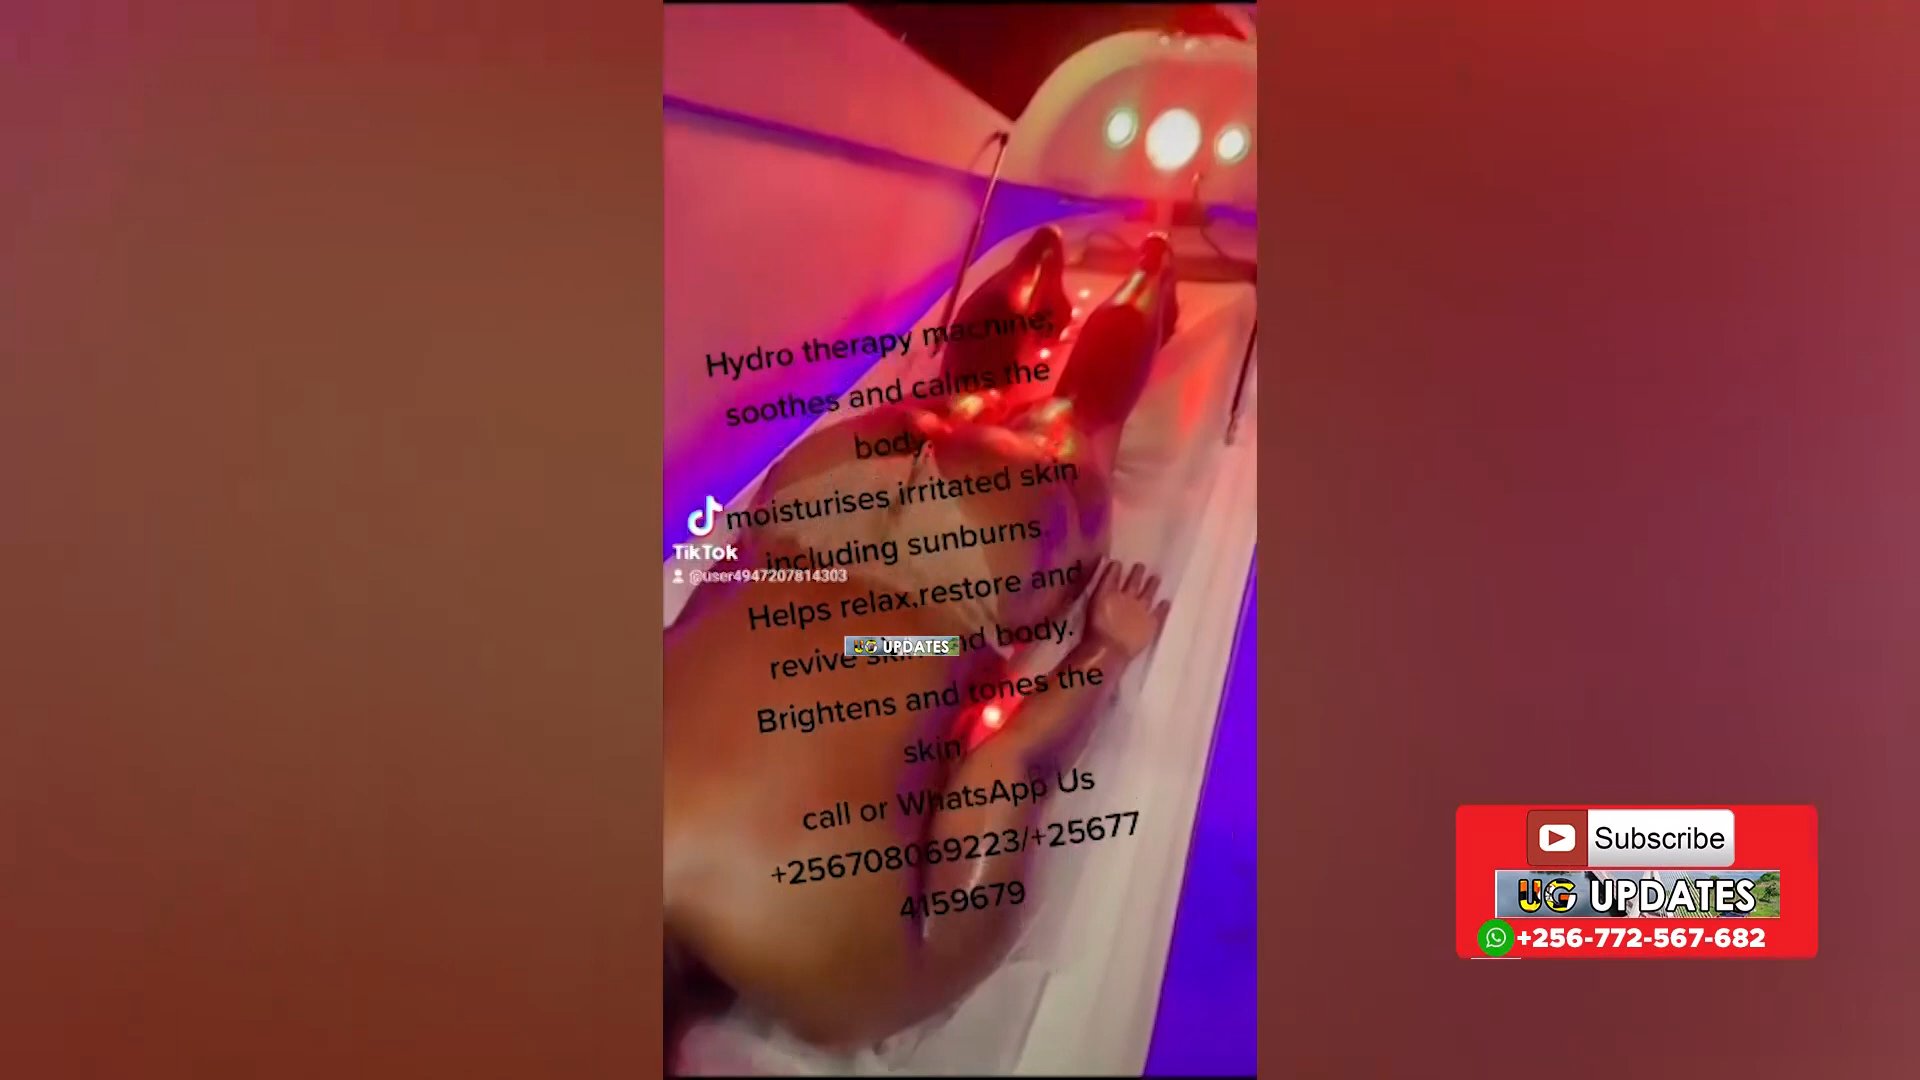 Hydro therapy machine;
soothes and calms the
body.
moisturises irritated skin
including sunburns.
Helps relax,restore and
revive skin and body.
Brightens and tones the
skin.
call or WhatsApp Us
+256708069223/+25677
4159679
TikTok
@user4947207814303
UG UPDATES
Subscribe
UG UPDATES
+256-772-567-682